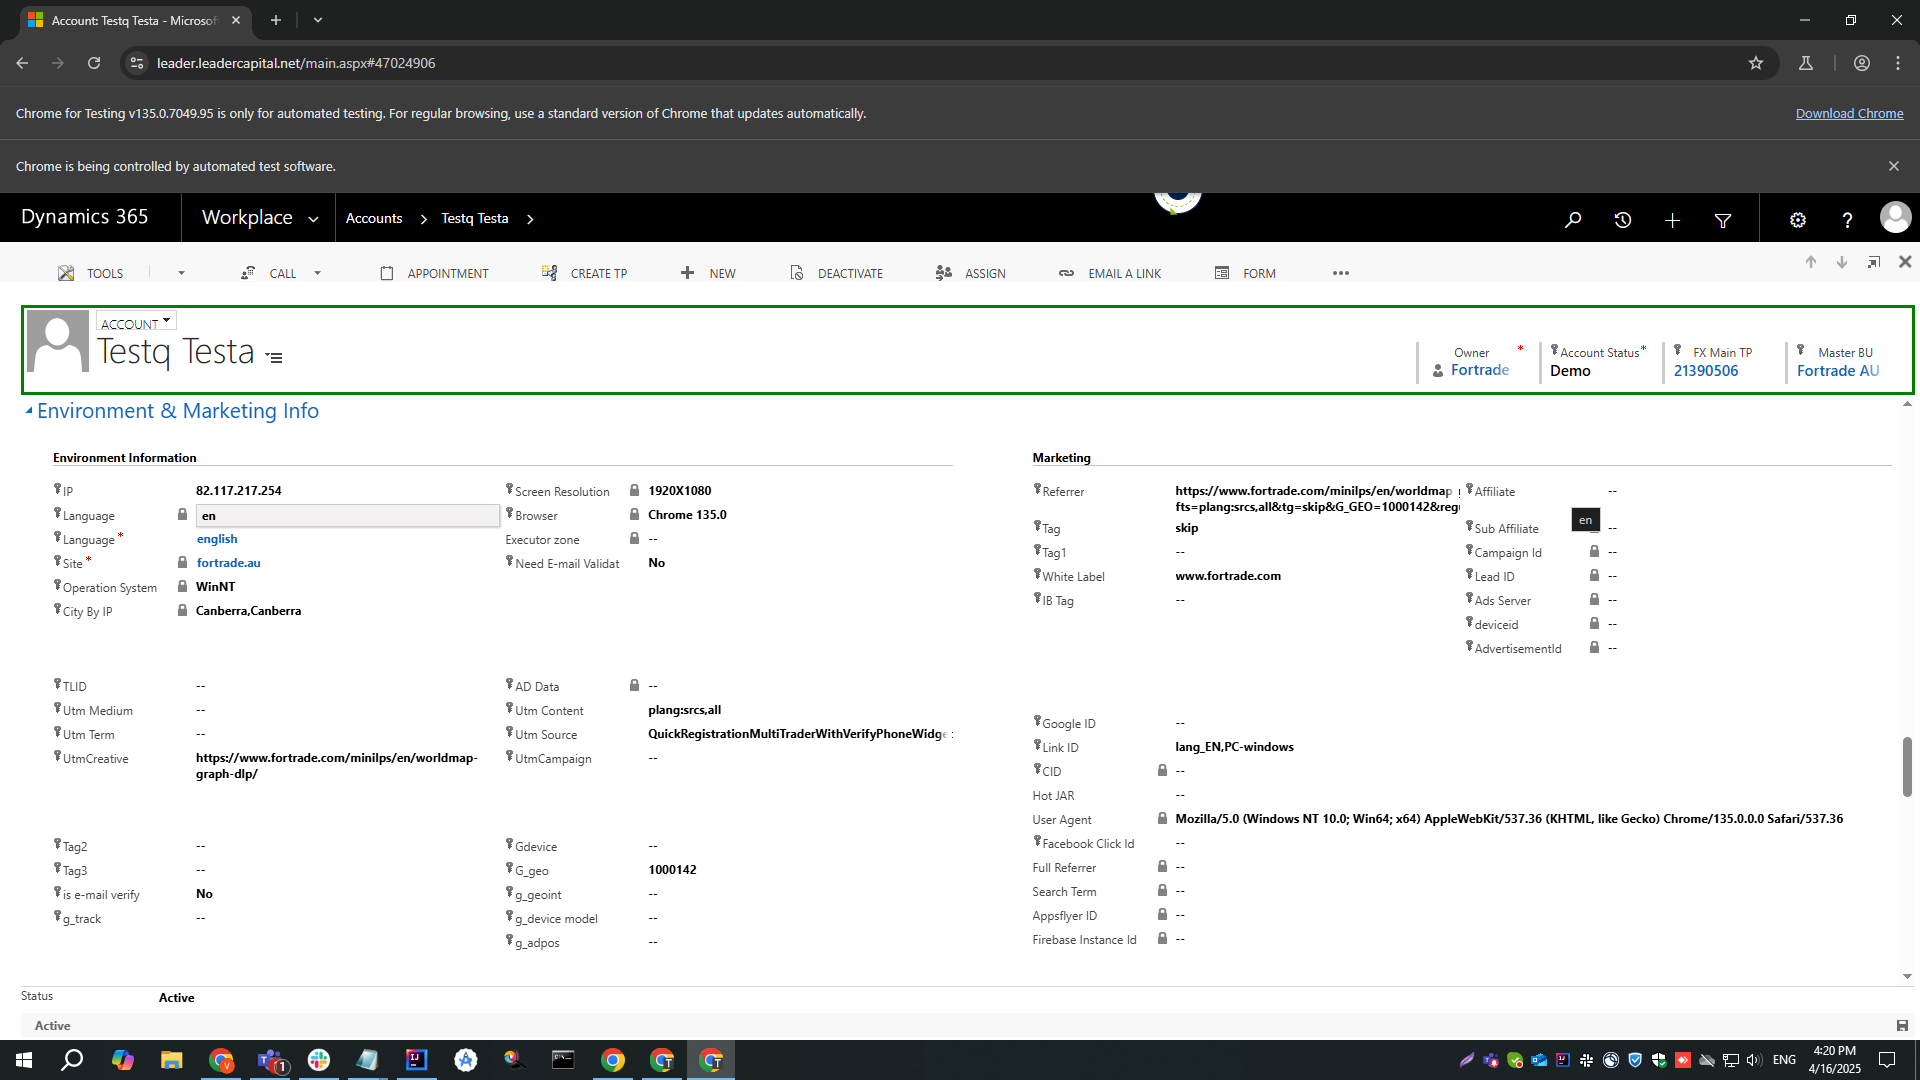 Account: Testq Testa - Microsof
leader.leadercapital.net/main.aspx#47024906
Chrome for Testing v135.0.7049.95 is only for automated testing. For regular browsing, use a standard version of Chrome that updates automatically.
Download Chrome
Chrome is being controlled by automated test software.
Dynamics 365
Workplace
Accounts
Testq Testa
TOOLS
CALL
APPOINTMENT
CREATE TP
NEW
DEACTIVATE
ASSIGN
EMAIL A LINK
FORM
ACCOUNT
Testq Testa
Owner *
Fortrade
Account Status *
Demo
FX Main TP
21390506
Master BU
Fortrade AU
Environment & Marketing Info
Environment Information
IP 82.117.217.254
Language en
Language * english
Site * fortrade.au
Operation System WinNT
City By IP Canberra,Canberra
Screen Resolution 1920X1080
Browser Chrome 135.0
Executor zone --
Need E-mail Validat No
TLID --
Utm Medium --
Utm Term --
UtmCreative https://www.fortrade.com/minilps/en/worldmap-
graph-dlp/
AD Data --
Utm Content plang:srcs,all
Utm Source QuickRegistrationMultiTraderWithVerifyPhoneWidge
UtmCampaign --
Tag2 --
Tag3 --
is e-mail verify No
g_track --
Gdevice --
G_geo 1000142
g_geoint --
g_device model --
g_adpos --
Marketing
Referrer https://www.fortrade.com/minilps/en/worldmap
fts=plang:srcs,all&tg=skip&G_GEO=1000142&reg
Tag skip
Tag1 --
White Label www.fortrade.com
IB Tag --
Affiliate --
en
Sub Affiliate --
Campaign Id --
Lead ID --
Ads Server --
deviceid --
AdvertisementId --
Google ID --
Link ID lang_EN,PC-windows
CID --
Hot JAR --
User Agent Mozilla/5.0 (Windows NT 10.0; Win64; x64) AppleWebKit/537.36 (KHTML, like Gecko) Chrome/135.0.0.0 Safari/537.36
Facebook Click Id --
Full Referrer --
Search Term --
Appsflyer ID --
Firebase Instance Id --
Status Active
Active
ENG
4:20 PM
4/16/2025